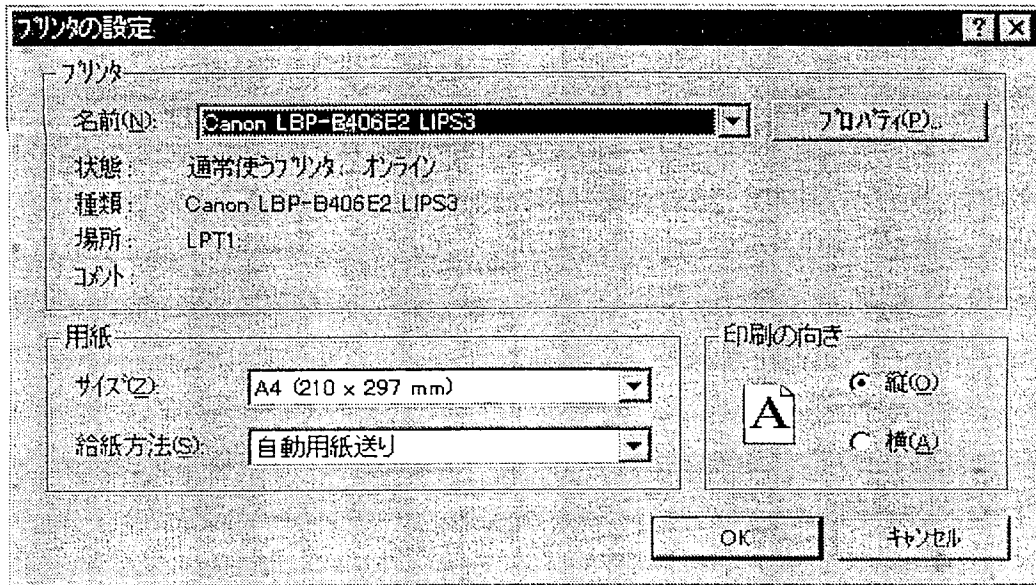 プリンタの設定
プリンタ
名前(N): Canon LBP-B406E2 LIPS3 プロパティ(P)...
状態: 通常使うプリンタ: オンライン
種類: Canon LBP-B406E2 LIPS3
場所: LPT1:
コメント:
用紙
サイズ(Z): A4 (210 x 297 mm)
給紙方法(S): 自動用紙送り
印刷の向き
A
縦(O)
横(A)
OK キャンセル